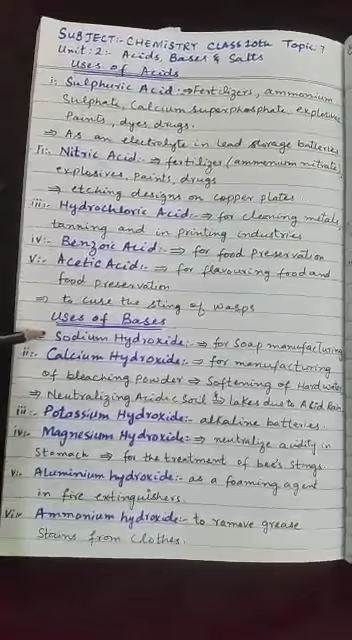 SUBJECT:- CHEMISTRY CLASS 10th Topic 7
Unit: 2:- Acids, Bases & Salts
Uses of Acids
i:- Sulphuric Acid:- ⇒ Fertilizers, ammonium
Sulphate, Calcium superphosphate explosive
Paints, dyes, drugs.
⇒ As an electrolyte in lead storage batteries
ii:- Nitric Acid:- ⇒ fertilizer (ammonium nitrate),
explosives, paints, drugs
⇒ etching designs on copper plates
iii:- Hydrochloric Acid:- ⇒ for cleaning metals,
tanning and in printing industries
iv:- Benzoic Acid:- ⇒ for food preservation
v:- Acetic Acid:- ⇒ for flavouring food and
food preservation
⇒ to cure the sting of wasps
Uses of Bases
Sodium Hydroxide:- ⇒ for Soap manufacturing
ii:- Calcium Hydroxide:- ⇒ for manufacturing
of bleaching powder ⇒ Softening of Hard water
⇒ Neutralizing Acidic Soil & lakes due to Acid Rain
iii:- Potassium Hydroxide:- alkaline batteries.
iv:- Magnesium Hydroxide:- ⇒ neutralize acidity in
Stomach ⇒ for the treatment of bee's stings.
v:- Aluminium hydroxide:- as a foaming agent
in fire extinguishers.
Ammonium hydroxide:- to remove grease
Stains from clothes.